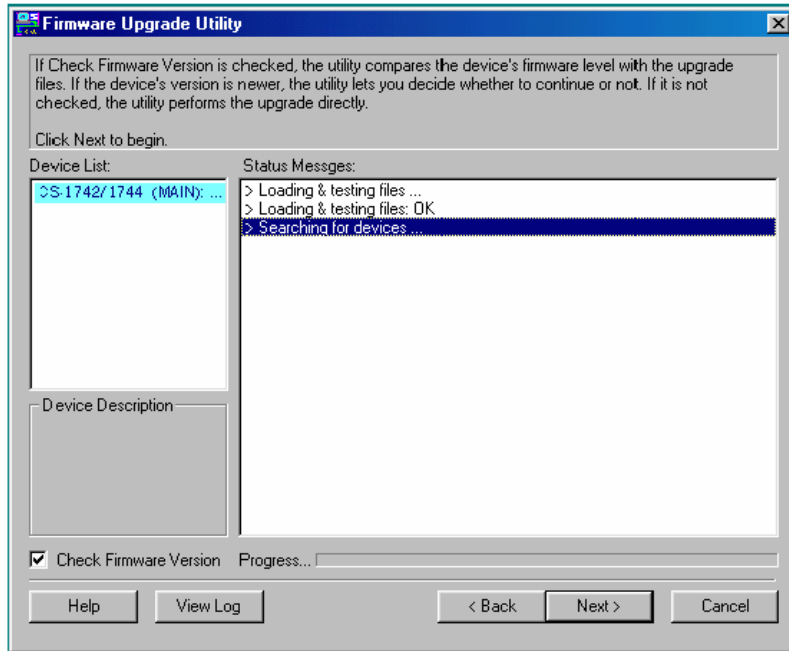 Firmware Upgrade Utility
If Check Firmware Version is checked, the utility compares the device's firmware level with the upgrade
files. If the device's version is newer, the utility lets you decide whether to continue or not. If it is not
checked, the utility performs the upgrade directly.
Click Next to begin.
Device List:
Status Messges:
CS-1742/1744 (MAIN): ...
> Loading & testing files ...
> Loading & testing files: OK
> Searching for devices ...
Device Description
Check Firmware Version
Progress...
Help
View Log
< Back
Next >
Cancel